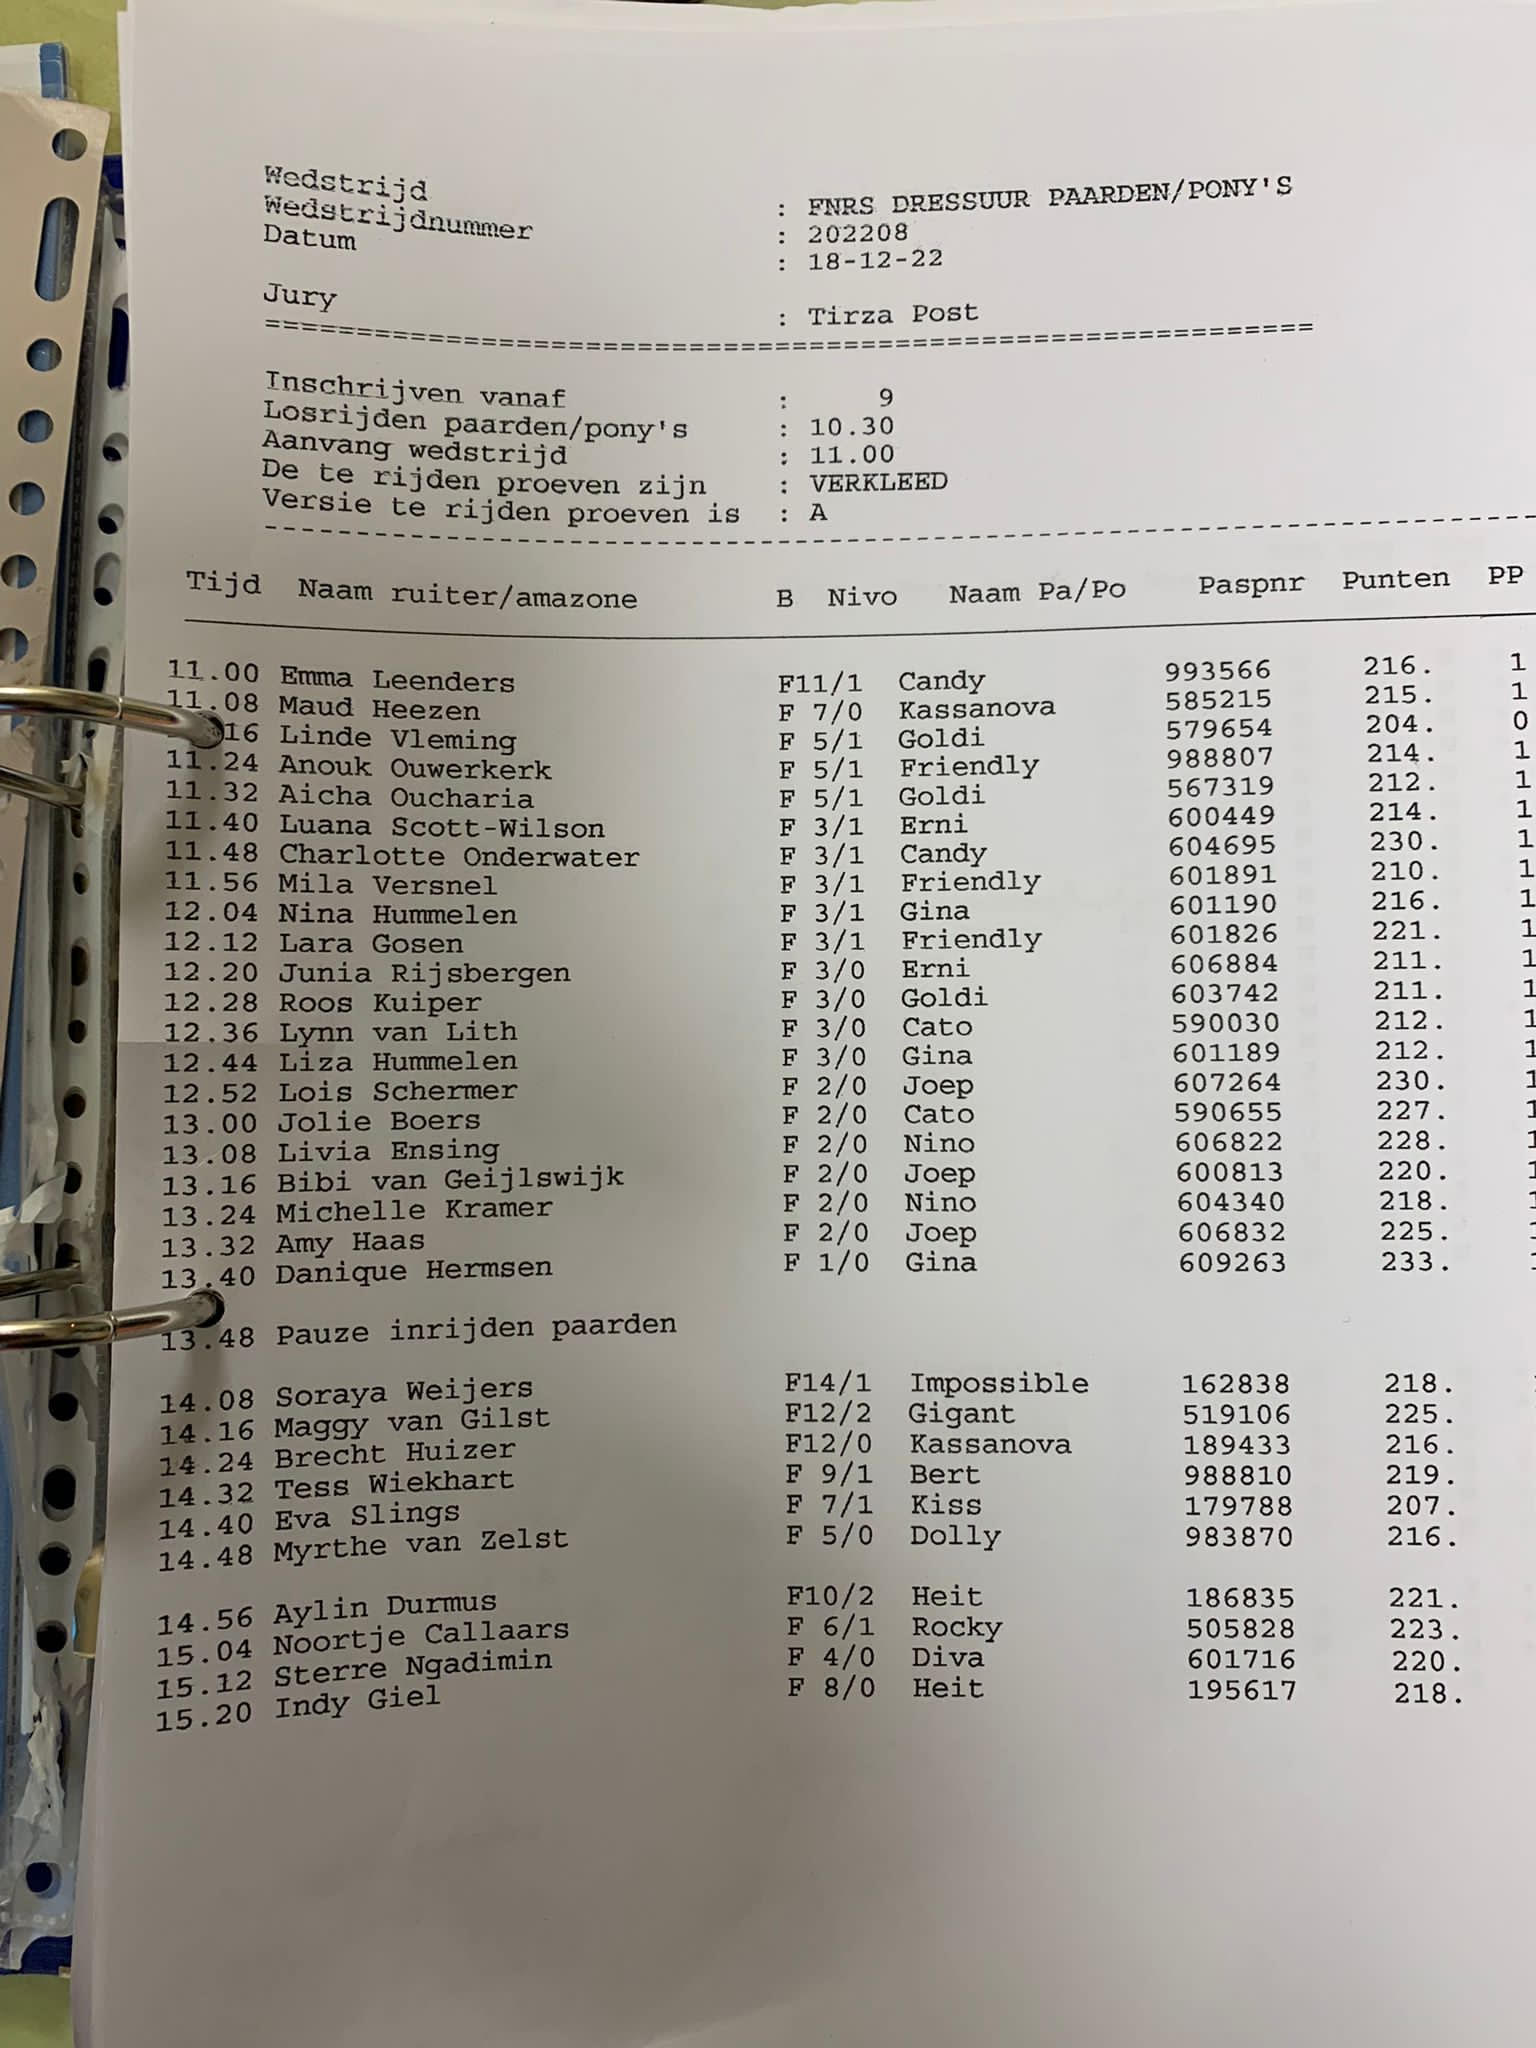 Wedstrijd : FNRS DRESSUUR PAARDEN/PONY'S
Wedstrijdnummer : 202208
Datum : 18-12-22
Jury : Tirza Post
=========================================================
Inschrijven vanaf : 9
Losrijden paarden/pony's : 10.30
Aanvang wedstrijd : 11.00
De te rijden proeven zijn : VERKLEED
Versie te rijden proeven is : A
Tijd Naam ruiter/amazone B Nivo Naam Pa/Po Paspnr Punten PP
11.00 Emma Leenders F11/1 Candy 993566 216. 1
11.08 Maud Heezen F 7/0 Kassanova 585215 215. 1
16 Linde Vleming F 5/1 Goldi 579654 204. 0
11.24 Anouk Ouwerkerk F 5/1 Friendly 988807 214. 1
11.32 Aicha Oucharia F 5/1 Goldi 567319 212. 1
11.40 Luana Scott-Wilson F 3/1 Erni 600449 214. 1
11.48 Charlotte Onderwater F 3/1 Candy 604695 230. 1
11.56 Mila Versnel F 3/1 Friendly 601891 210. 1
12.04 Nina Hummelen F 3/1 Gina 601190 216. 1
12.12 Lara Gosen F 3/1 Friendly 601826 221. 1
12.20 Junia Rijsbergen F 3/0 Erni 606884 211. 1
12.28 Roos Kuiper F 3/0 Goldi 603742 211. 1
12.36 Lynn van Lith F 3/0 Cato 590030 212. 1
12.44 Liza Hummelen F 3/0 Gina 601189 212. 1
12.52 Lois Schermer F 2/0 Joep 607264 230. 1
13.00 Jolie Boers F 2/0 Cato 590655 227. 1
13.08 Livia Ensing F 2/0 Nino 606822 228. 1
13.16 Bibi van Geijlswijk F 2/0 Joep 600813 220. 1
13.24 Michelle Kramer F 2/0 Nino 604340 218.
13.32 Amy Haas F 2/0 Joep 606832 225.
13.40 Danique Hermsen F 1/0 Gina 609263 233.
13.48 Pauze inrijden paarden
14.08 Soraya Weijers F14/1 Impossible 162838 218.
14.16 Maggy van Gilst F12/2 Gigant 519106 225.
14.24 Brecht Huizer F12/0 Kassanova 189433 216.
14.32 Tess Wiekhart F 9/1 Bert 988810 219.
14.40 Eva Slings F 7/1 Kiss 179788 207.
14.48 Myrthe van Zelst F 5/0 Dolly 983870 216.
14.56 Aylin Durmus F10/2 Heit 186835 221.
15.04 Noortje Callaars F 6/1 Rocky 505828 223.
15.12 Sterre Ngadimin F 4/0 Diva 601716 220.
15.20 Indy Giel F 8/0 Heit 195617 218.